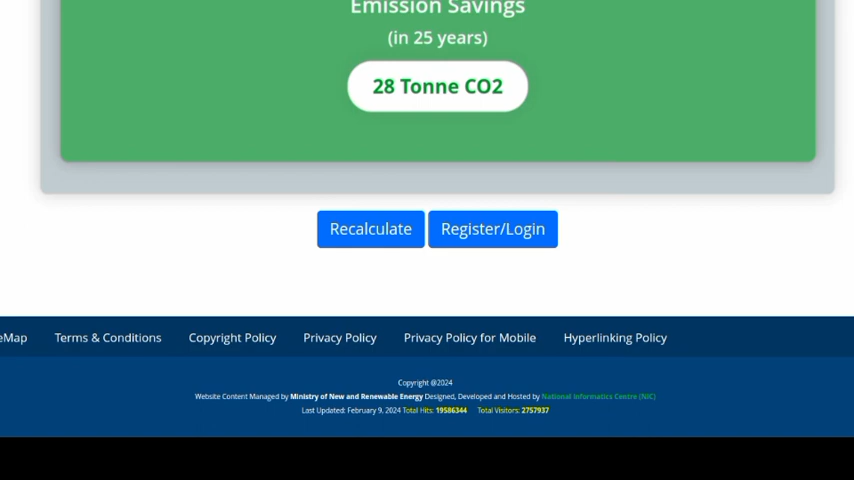 Emission Savings
(in 25 years)
28 Tonne CO2
Recalculate Register/Login
eMap Terms & Conditions Copyright Policy Privacy Policy Privacy Policy for Mobile Hyperlinking Policy
Copyright @2024
Website Content Managed by Ministry of New and Renewable Energy Designed, Developed and Hosted by National Informatics Centre (NIC)
Last Updated: February 9, 2024 Total Hits: 19586344 Total Visitors: 2757937